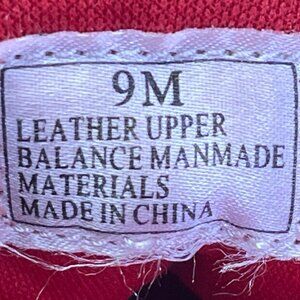 9M
LEATHER UPPER
BALANCE MANMADE
MATERIALS
MADE IN CHINA